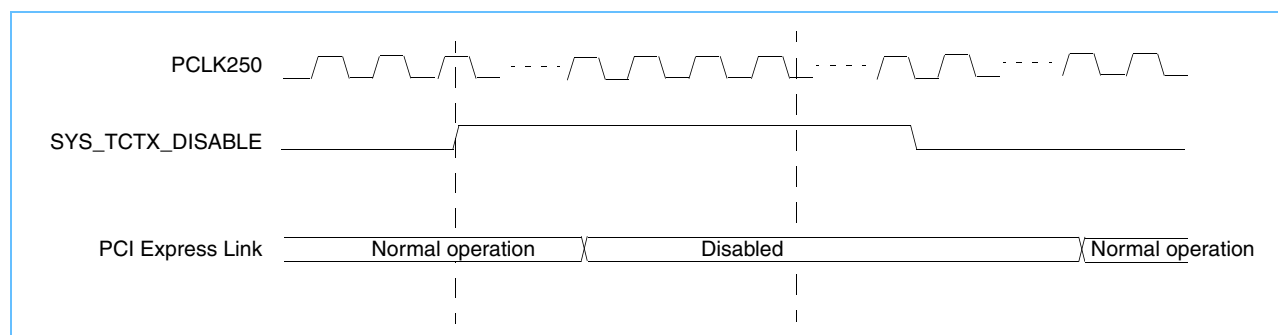 PCLK250
SYS_TCTX_DISABLE
PCI Express Link
Normal operation
Disabled
Normal operation